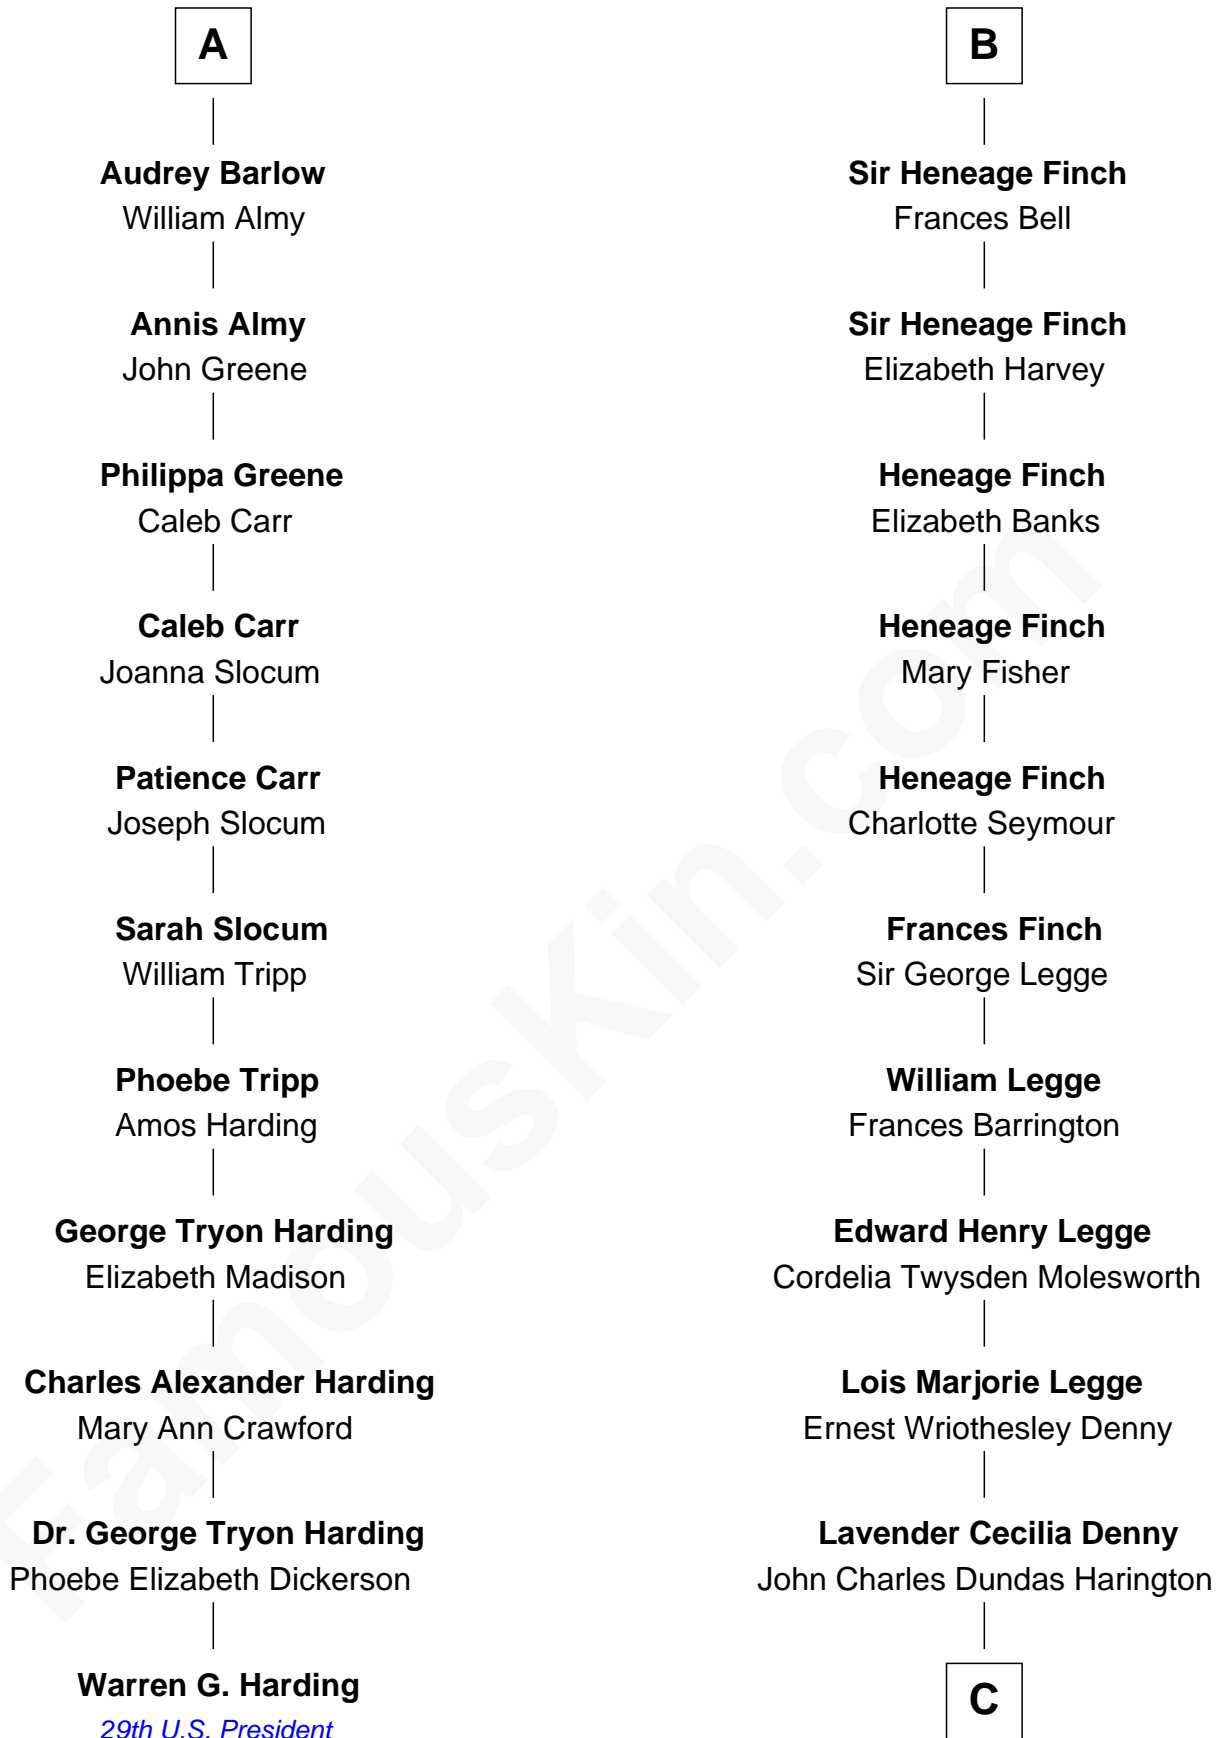 A
Audrey Barlow
William Almy
Annis Almy
John Greene
Philippa Greene
Caleb Carr
Caleb Carr
Joanna Slocum
Patience Carr
Joseph Slocum
Sarah Slocum
William Tripp
Phoebe Tripp
Amos Harding
George Tryon Harding
Elizabeth Madison
Charles Alexander Harding
Mary Ann Crawford
Dr. George Tryon Harding
Phoebe Elizabeth Dickerson
Warren G. Harding
29th U.S. President
B
Sir Heneage Finch
Frances Bell
Sir Heneage Finch
Elizabeth Harvey
Heneage Finch
Elizabeth Banks
Heneage Finch
Mary Fisher
Heneage Finch
Charlotte Seymour
Frances Finch
Sir George Legge
William Legge
Frances Barrington
Edward Henry Legge
Cordelia Twysden Molesworth
Lois Marjorie Legge
Ernest Wriothesley Denny
Lavender Cecilia Denny
John Charles Dundas Harington
C
FamousKin.com